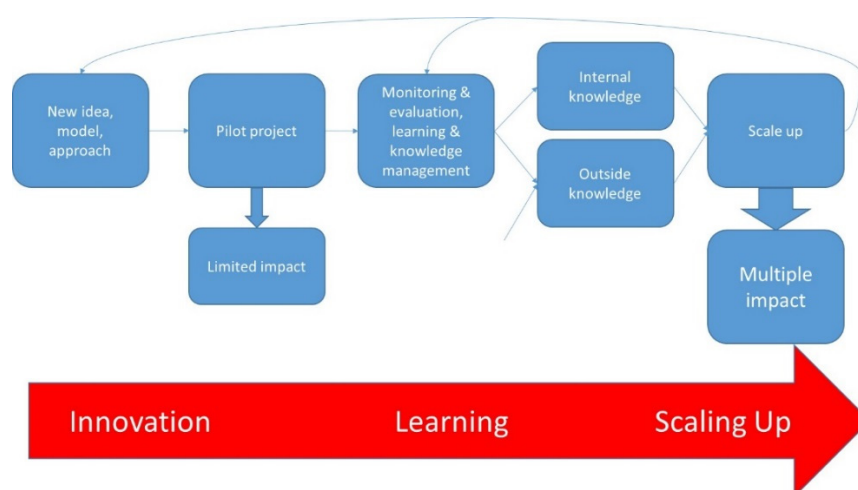 New idea,
model,
approach
Pilot project
Limited impact
Monitoring &
evaluation,
learning &
knowledge
management
Internal
knowledge
Outside
knowledge
Scale up
Multiple
impact
Innovation
Learning
Scaling Up